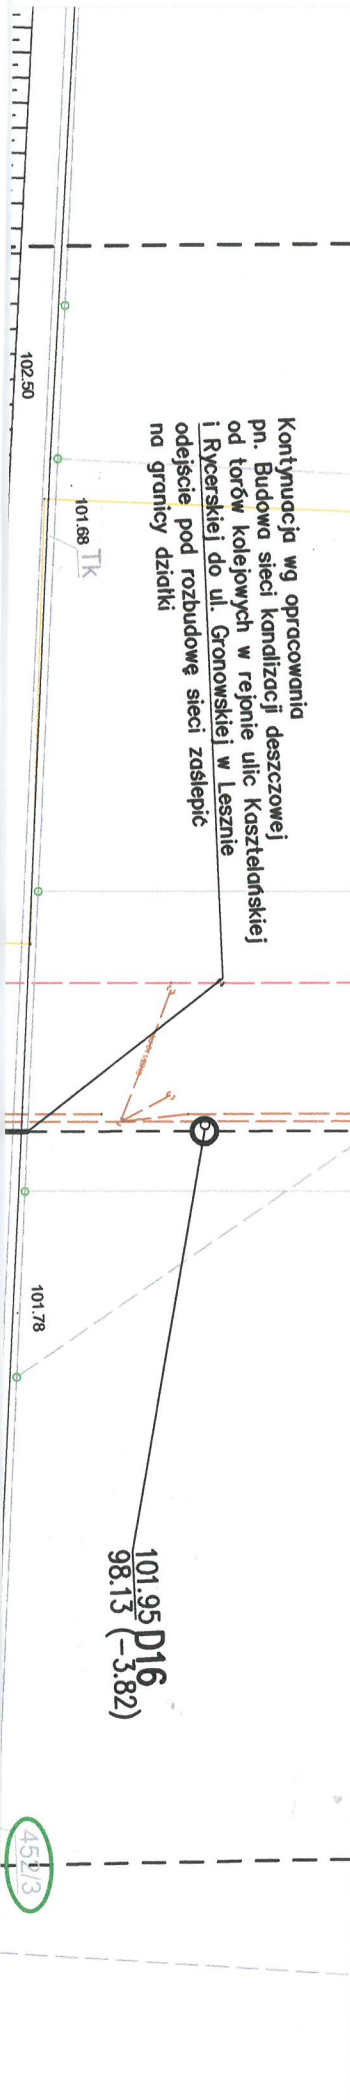 Kontynuacja wg opracowania
pn. Budowa sieci kanalizacji deszczowej
od torów kolejowych w rejonie ulic Kasztelańskiej
i Rycerskiej do ul. Gronowskiej w Lesznie
odejście pod rozbudowę sieci zaślepić
na granicy działki
102.50
101.68
Tk
101.78
101.95 D16
98.13 (-3.82)
452/3